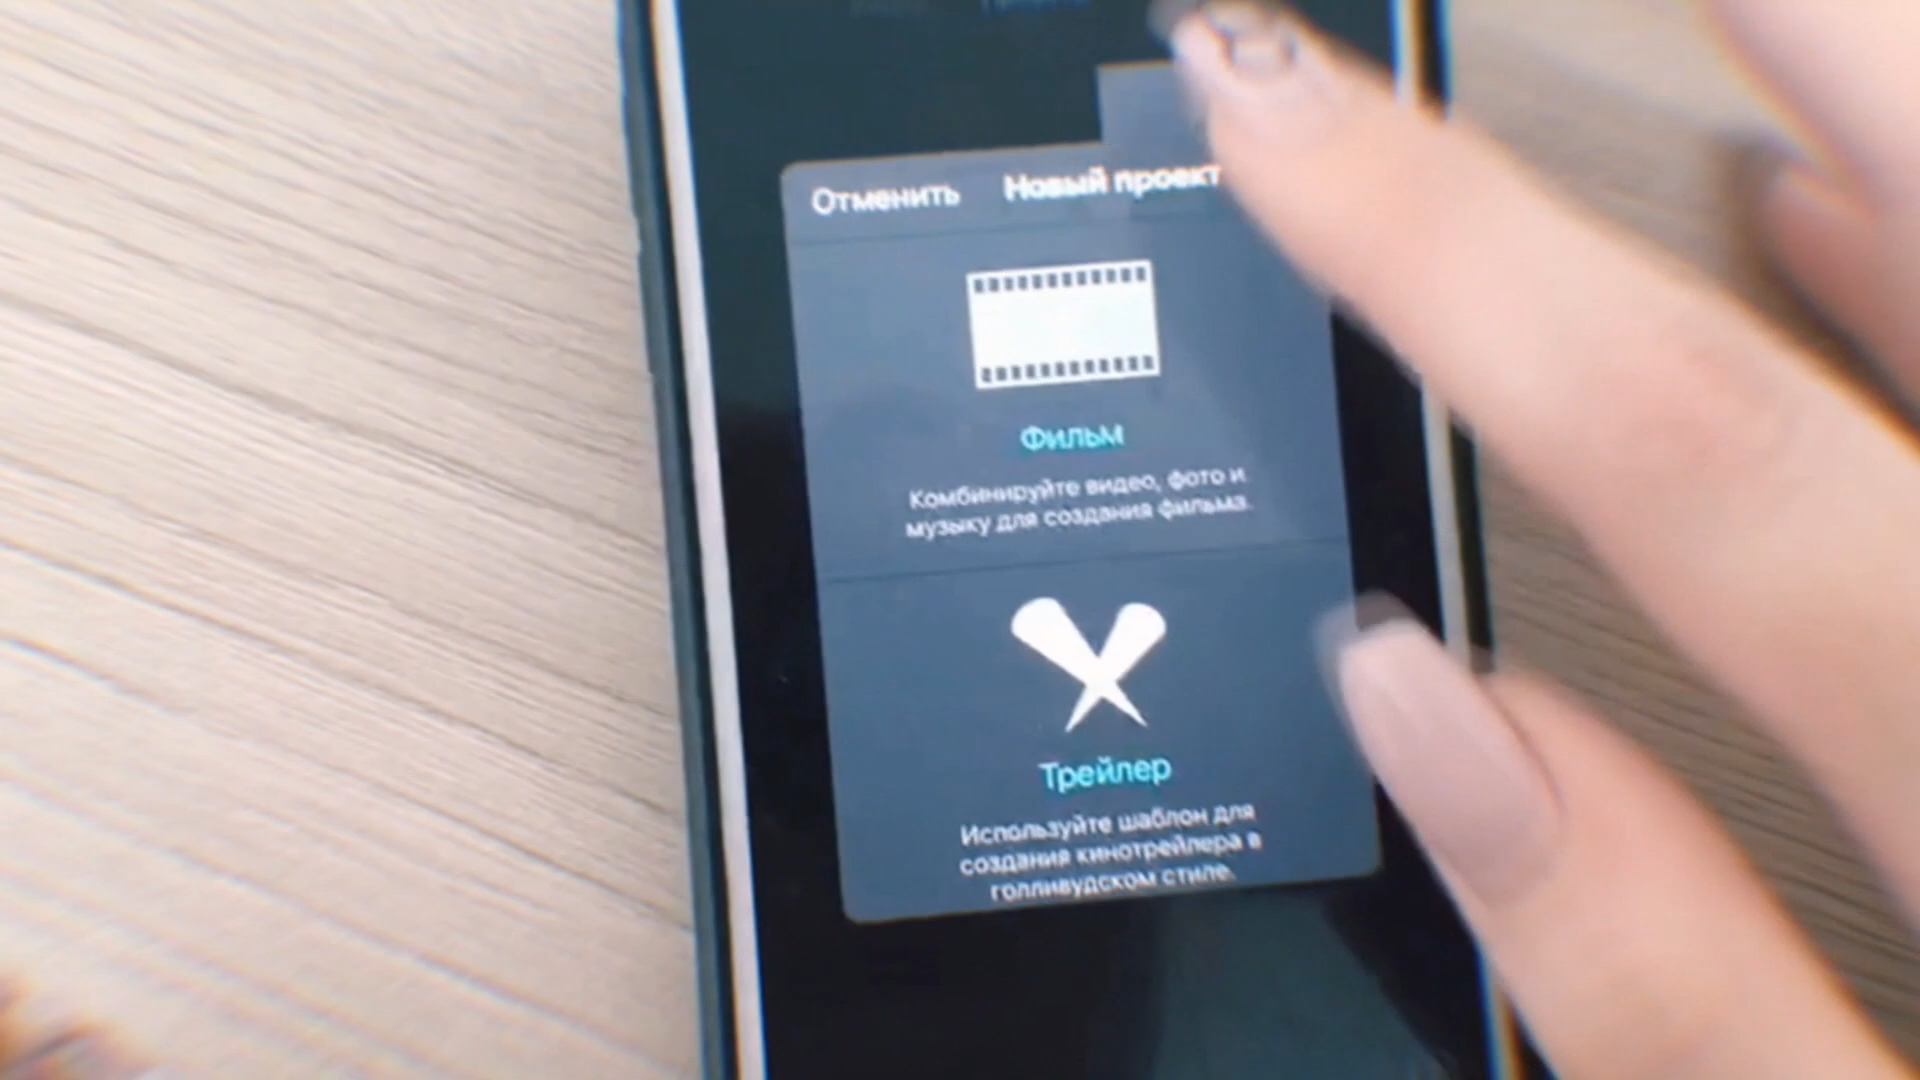 Отменить Новый проект
Фильм
Комбинируйте видео, фото и
музыку для создания фильма.
Трейлер
Используйте шаблон для
создания кинотрейлера в
голливудском стиле.